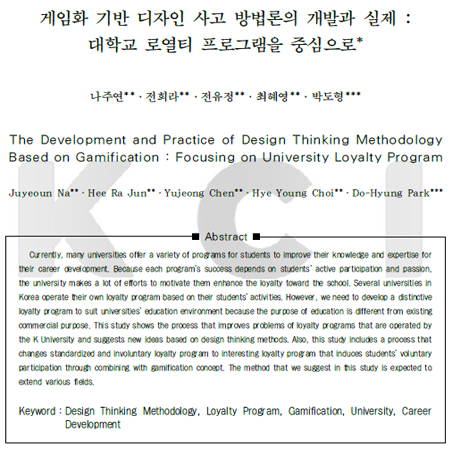 게임화 기반 디자인 사고 방법론의 개발과 실제 :
대학교 로열티 프로그램을 중심으로*
나주연**·전희라**·전유정**·최혜영**·박도형***
The Development and Practice of Design Thinking Methodology
Based on Gamification : Focusing on University Loyalty Program
Juyeoun Na**·Hee Ra Jun**·Yujeong Chen**·Hye Young Choi**·Do-Hyung Park***
Abstract
Currently, many universities offer a variety of programs for students to improve their knowledge and expertise for
their career development. Because each program's success depends on students' active participation and passion,
the university makes a lot of efforts to motivate them enhance the loyalty toward the school. Several universities in
Korea operate their own loyalty program based on their students' activities. However, we need to develop a distinctive
loyalty program to suit universities' education environment because the purpose of education is different from existing
commercial purpose. This study shows the process that improves problems of loyalty programs that are operated by
the K University and suggests new ideas based on design thinking methods. Also, this study includes a process that
changes standardized and involuntary loyalty program to interesting loyalty program that induces students' voluntary
participation through combining with gamification concept. The method that we suggest in this study is expected to
extend various fields.
Keyword : Design Thinking Methodology, Loyalty Program, Gamification, University, Career
Development
KCI